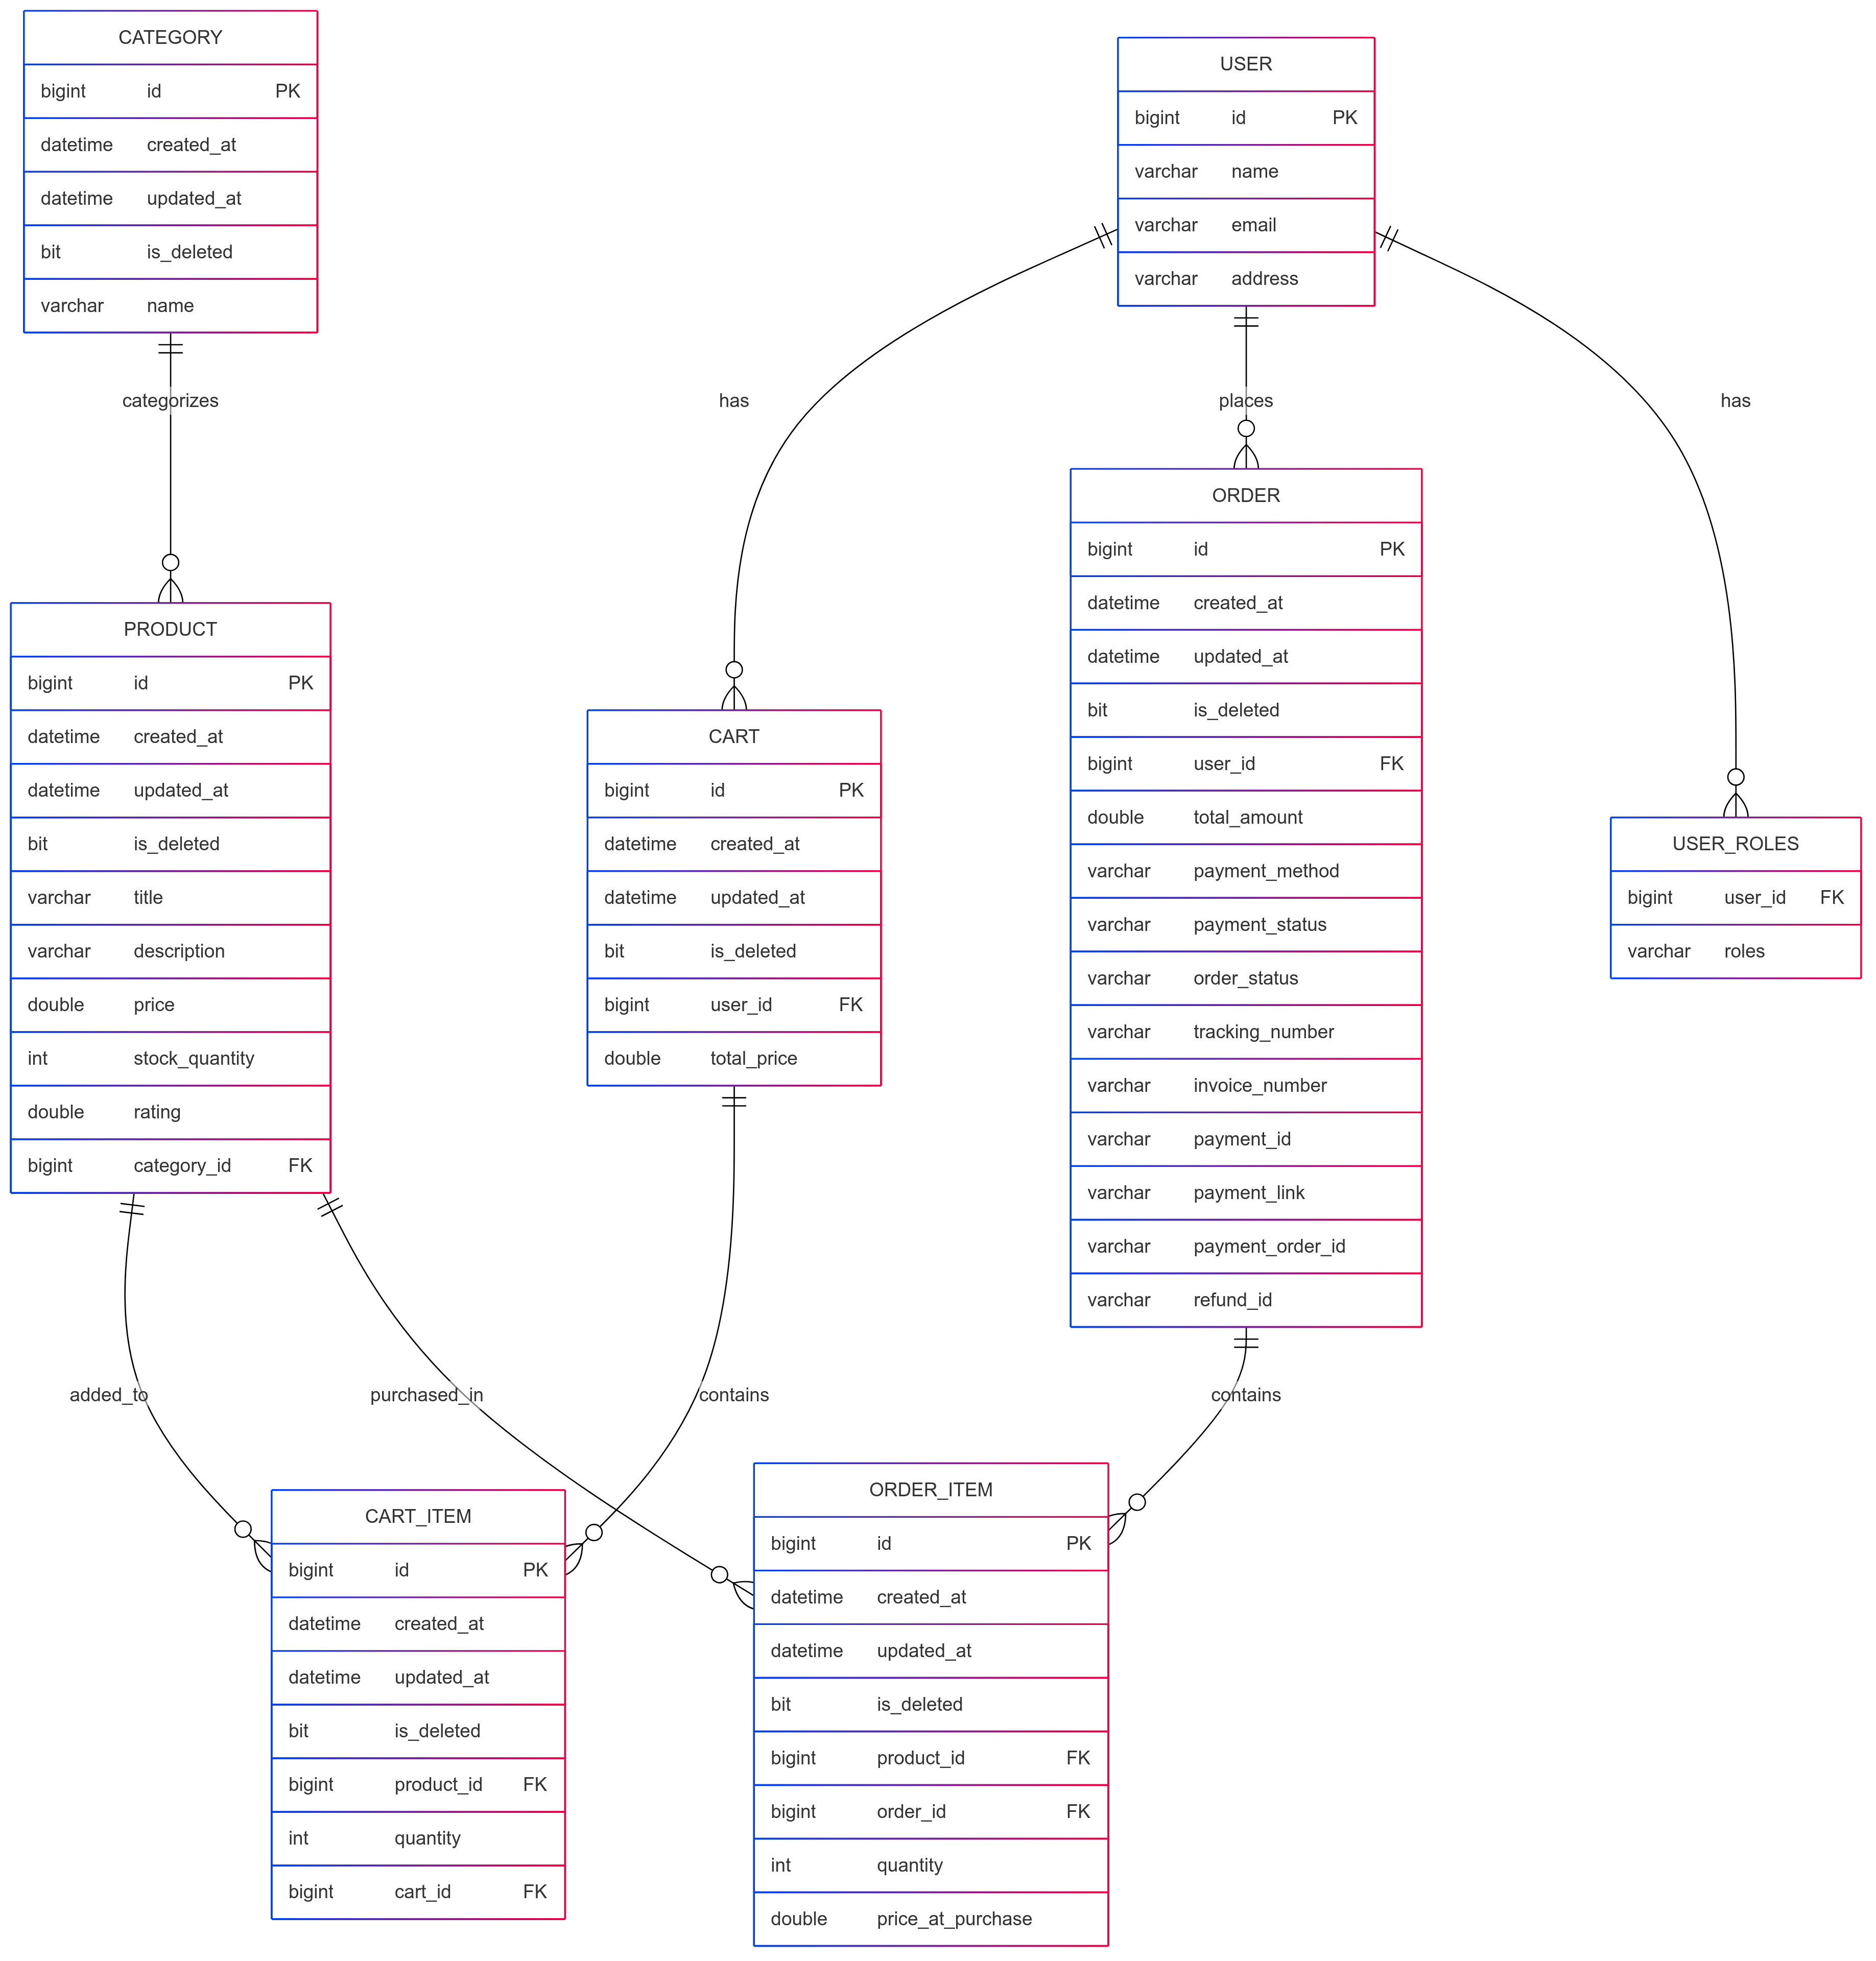 CATEGORY
bigint id PK
datetime created_at
datetime updated_at
bit is_deleted
varchar name
USER
bigint id PK
varchar name
varchar email
varchar address
categorizes
has
places
has
ORDER
bigint id PK
datetime created_at
datetime updated_at
bit is_deleted
bigint user_id FK
double total_amount
varchar payment_method
varchar payment_status
varchar order_status
varchar tracking_number
varchar invoice_number
varchar payment_id
varchar payment_link
varchar payment_order_id
varchar refund_id
PRODUCT
bigint id PK
datetime created_at
datetime updated_at
bit is_deleted
varchar title
varchar description
double price
int stock_quantity
double rating
bigint category_id FK
CART
bigint id PK
datetime created_at
datetime updated_at
bit is_deleted
bigint user_id FK
double total_price
USER_ROLES
bigint user_id FK
varchar roles
added_to
purchased_in
contains
contains
CART_ITEM
bigint id PK
datetime created_at
datetime updated_at
bit is_deleted
bigint product_id FK
int quantity
bigint cart_id FK
ORDER_ITEM
bigint id PK
datetime created_at
datetime updated_at
bit is_deleted
bigint product_id FK
bigint order_id FK
int quantity
double price_at_purchase